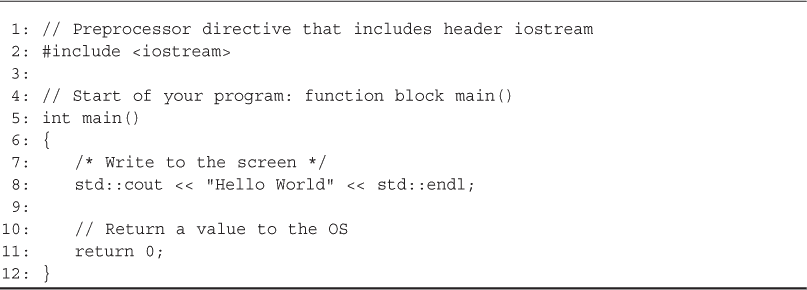 1: // Preprocessor directive that includes header iostream
2: #include <iostream>
3:
4: // Start of your program: function block main()
5: int main()
6: {
7:    /* Write to the screen */
8:    std::cout << "Hello World" << std::endl;
9:
10:    // Return a value to the OS
11:    return 0;
12: }